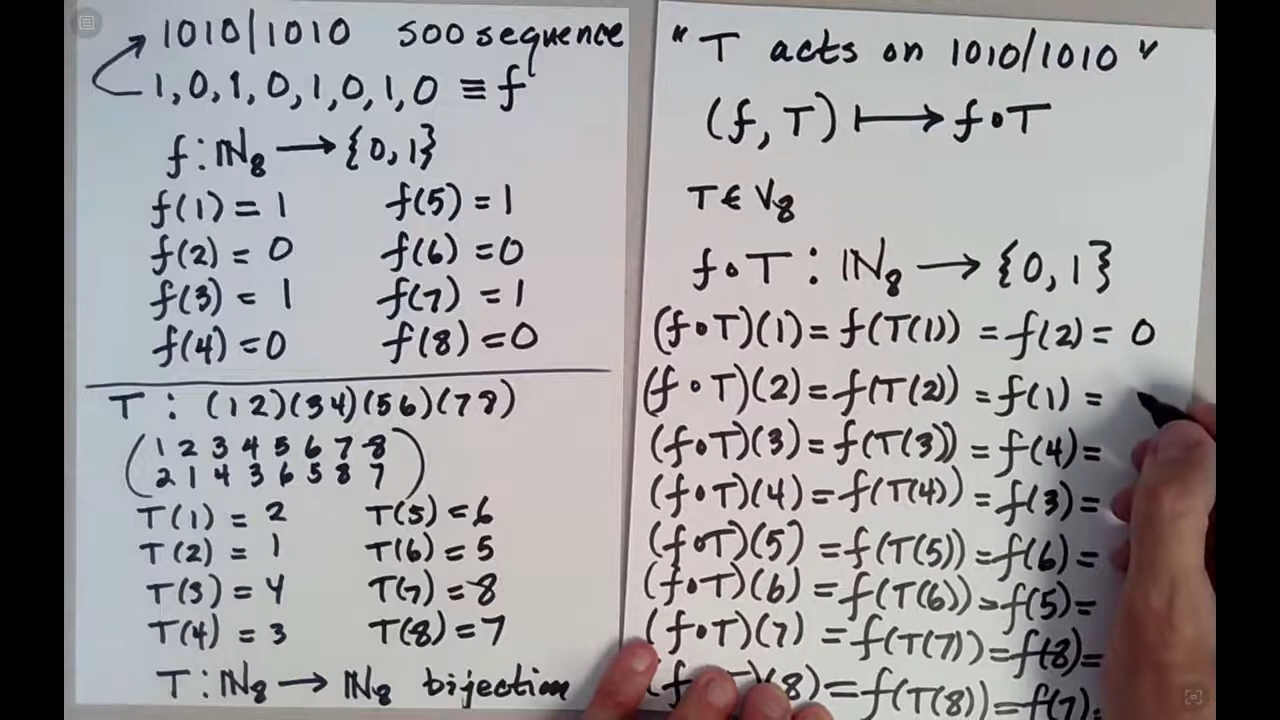 1010/1010 500 sequence
1,0,1,0,1,0,1,0 ≡ f
f : ℕ₈ ⟶ {0,1}
f(1) = 1 f(5) = 1
f(2) = 0 f(6) = 0
f(3) = 1 f(7) = 1
f(4) = 0 f(8) = 0
T : (1 2)(3 4)(5 6)(7 8)
1 2 3 4 5 6 7 8
2 1 4 3 6 5 8 7
T(1) = 2 T(5) = 6
T(2) = 1 T(6) = 5
T(3) = 4 T(7) = 8
T(4) = 3 T(8) = 7
T : ℕ₈ ⟶ ℕ₈ bijection
"T acts on 1010/1010"
(f, T) ⟼ f∘T
T ∈ V₈
f∘T : ℕ₈ ⟶ {0,1}
(f∘T)(1) = f(T(1)) = f(2) = 0
(f∘T)(2) = f(T(2)) = f(1) =
(f∘T)(3) = f(T(3)) = f(4) =
(f∘T)(4) = f(T(4)) = f(3) =
(f∘T)(5) = f(T(5)) = f(6) =
(f∘T)(6) = f(T(6)) = f(5) =
(f∘T)(7) = f(T(7)) = f(8) =
(f∘T)(8) = f(T(8)) = f(7) =